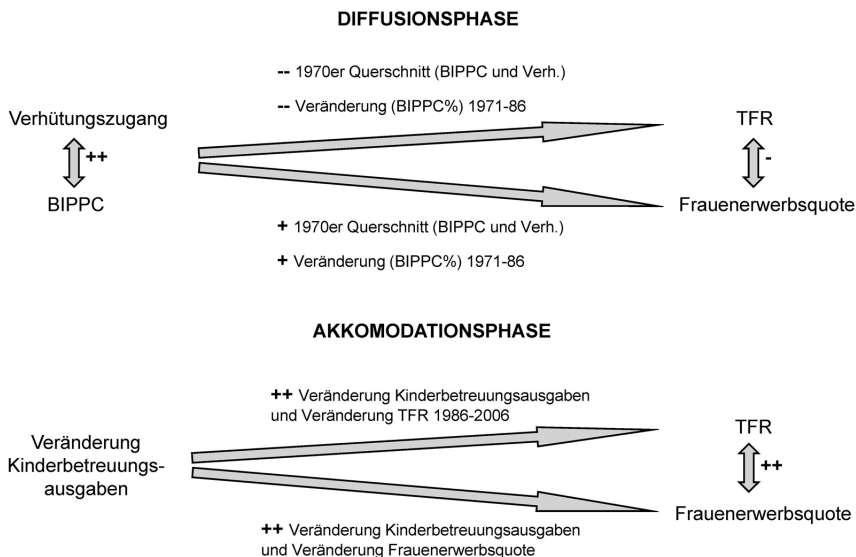 DIFFUSIONSPHASE
-- 1970er Querschnitt (BIPPC und Verh.)
-- Veränderung (BIPPC%) 1971-86
Verhütungszugang
++
BIPPC
TFR
-
Frauenerwerbsquote
+ 1970er Querschnitt (BIPPC und Verh.)
+ Veränderung (BIPPC%) 1971-86
AKKOMODATIONSPHASE
++ Veränderung Kinderbetreuungsausgaben
und Veränderung TFR 1986-2006
Veränderung
Kinderbetreuungs-
ausgaben
TFR
++
Frauenerwerbsquote
++ Veränderung Kinderbetreuungsausgaben
und Veränderung Frauenerwerbsquote